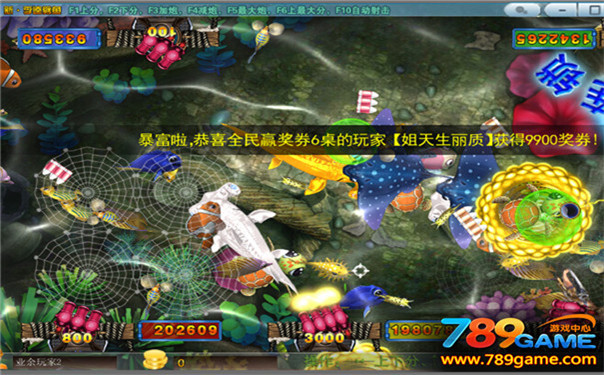 F1上分、F2下分、F3加炮、F4减炮、F5最大炮、F6上最大分、F10自动射击
933580
100
1342265
连锁
暴富啦,恭喜全民赢奖券6桌的玩家【姐天生丽质】获得9900奖券!
800
202609
3000
业余玩家2
0
789GAME
游戏中心
www.789game.com